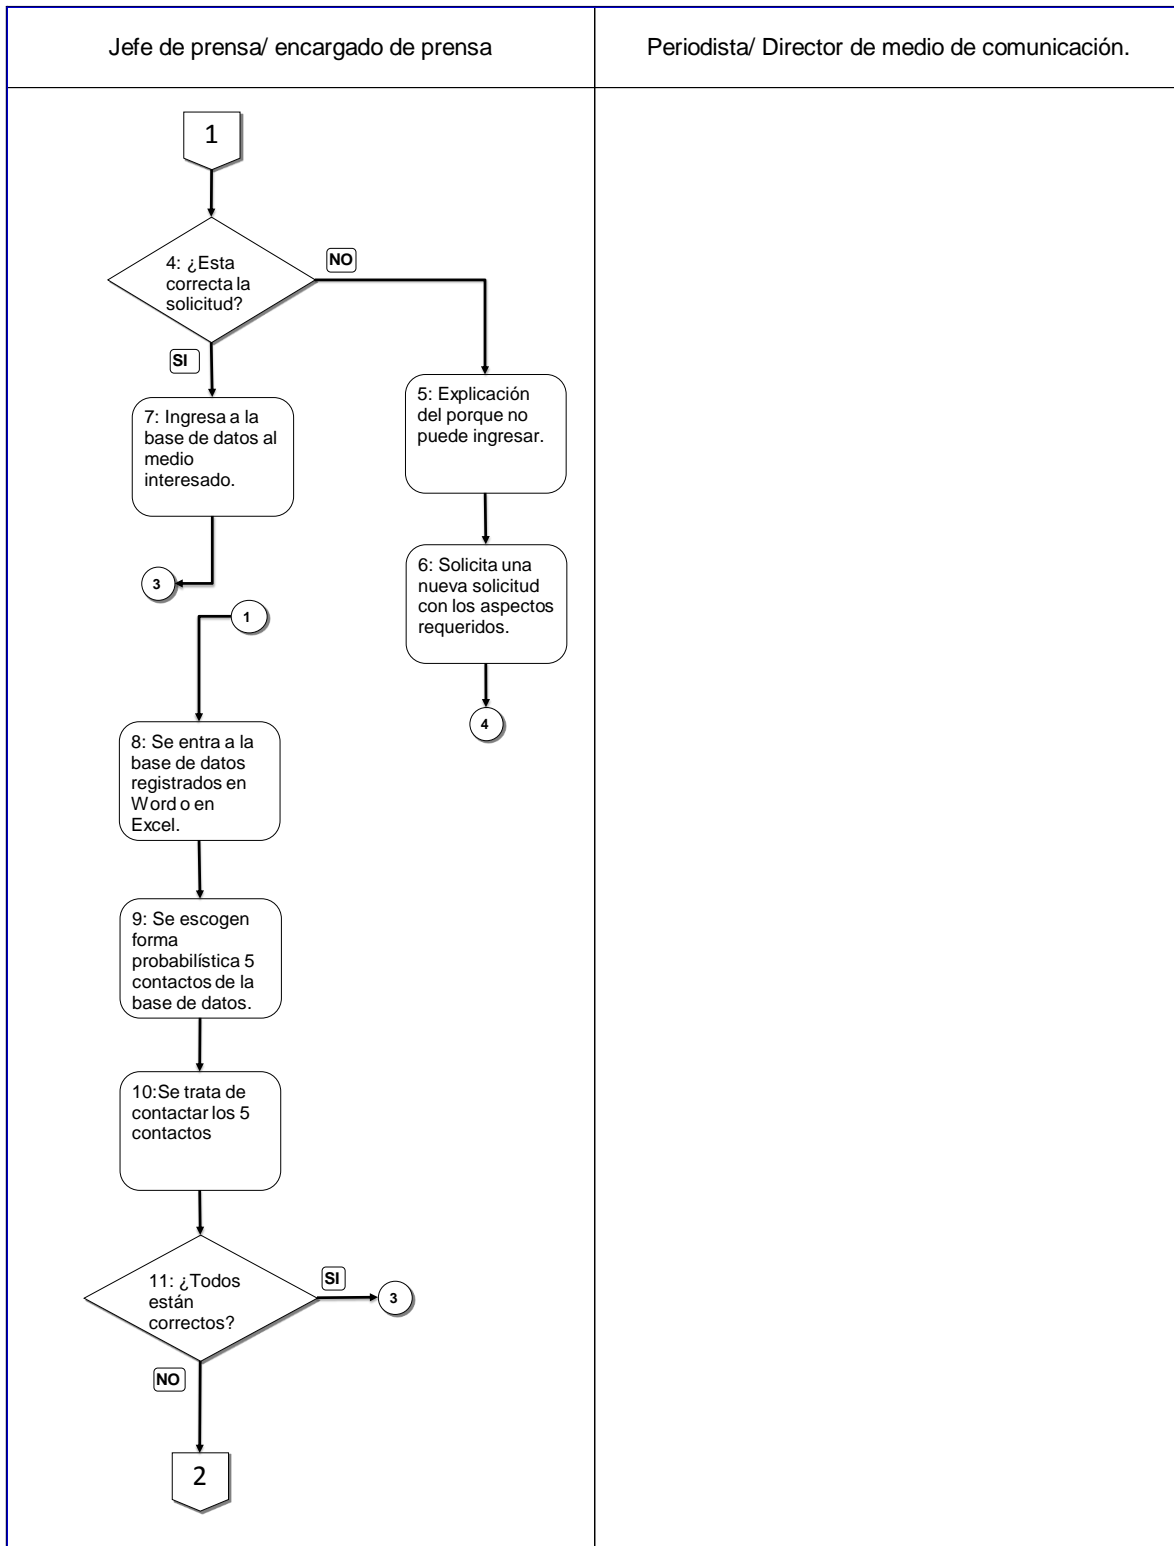 Jefe de prensa/ encargado de prensa
Periodista/ Director de medio de comunicación.
1
4: ¿Esta
correcta la
solicitud?
NO
SI
7: Ingresa a la
base de datos al
medio
interesado.
5: Explicación
del porque no
puede ingresar.
3
6: Solicita una
nueva solicitud
con los aspectos
requeridos.
1
4
8: Se entra a la
base de datos
registrados en
Word o en
Excel.
9: Se escogen
forma
probabilística 5
contactos de la
base de datos.
10:Se trata de
contactar los 5
contactos
11: ¿Todos
están
correctos?
SI
3
NO
2